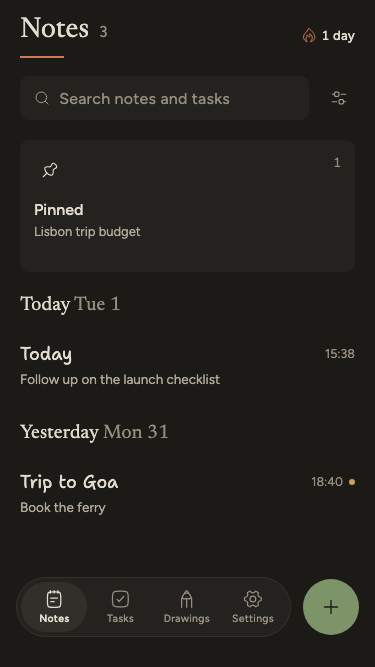 Notes 3
1 day
Search notes and tasks
1
Pinned
Lisbon trip budget
Today Tue 1
Today 15:38
Follow up on the launch checklist
Yesterday Mon 31
Trip to Goa 18:40
Book the ferry
Notes Tasks Drawings Settings